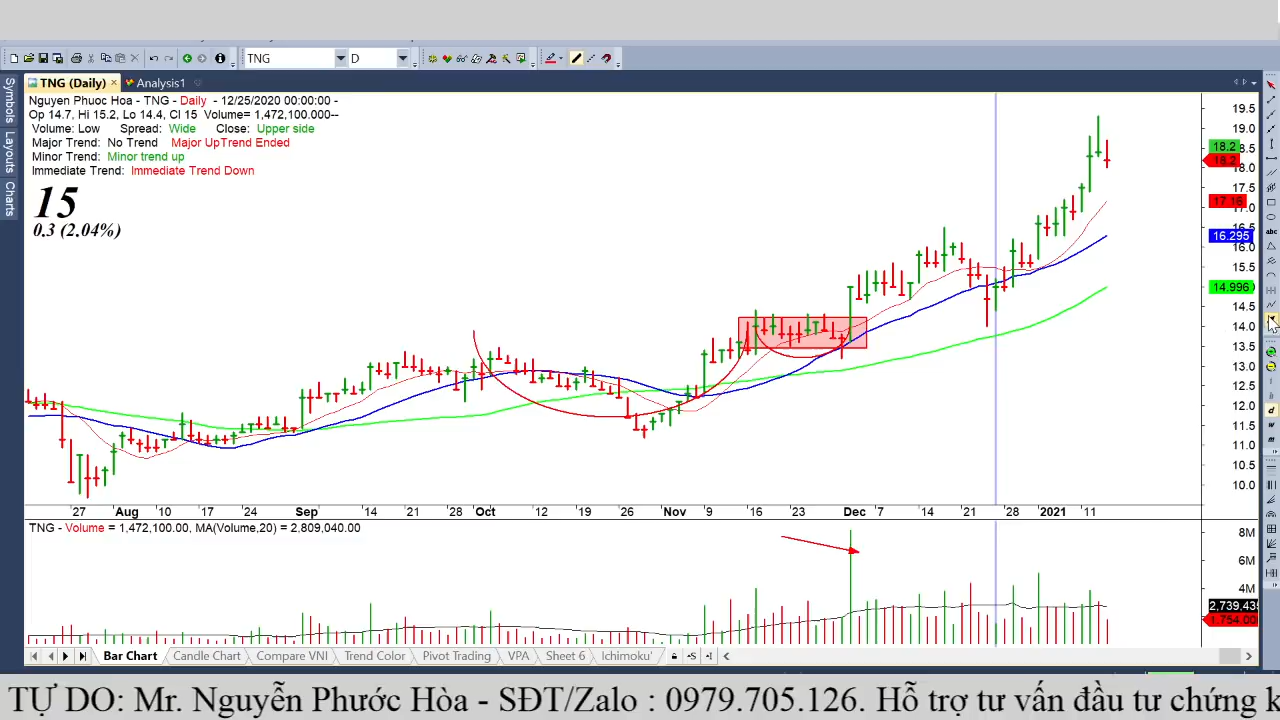 TNG D
TNG (Daily) Analysis1
Symbols
Layouts
Charts
Nguyen Phuoc Hoa - TNG - Daily - 12/25/2020 00:00:00 -
Op 14.7, Hi 15.2, Lo 14.4, Cl 15 Volume= 1,472,100.000--
Volume: Low Spread: Wide Close: Upper side
Major Trend: No Trend Major UpTrend Ended
Minor Trend: Minor trend up
Immediate Trend: Immediate Trend Down
15
0.3 (2.04%)
19.5
19.0
18.5
18.2
18.2
18.0
17.5
17.16
17.0
16.5
16.295
16.0
15.5
14.996
14.5
14.0
13.5
13.0
12.5
12.0
11.5
11.0
10.5
10.0
27 Aug 10 17 24 Sep 14 21 28 Oct 12 19 26 Nov 9 16 23 Dec 7 14 21 28 2021 11
TNG - Volume = 1,472,100.00, MA(Volume,20) = 2,809,040.00
8M
6M
4M
2,739,435
1,754.00
Bar Chart Candle Chart Compare VNI Trend Color Pivot Trading VPA Sheet 6 Ichimoku'
TỰ DO: Mr. Nguyễn Phước Hòa - SĐT/Zalo : 0979.705.126. Hỗ trợ tư vấn đầu tư chứng k